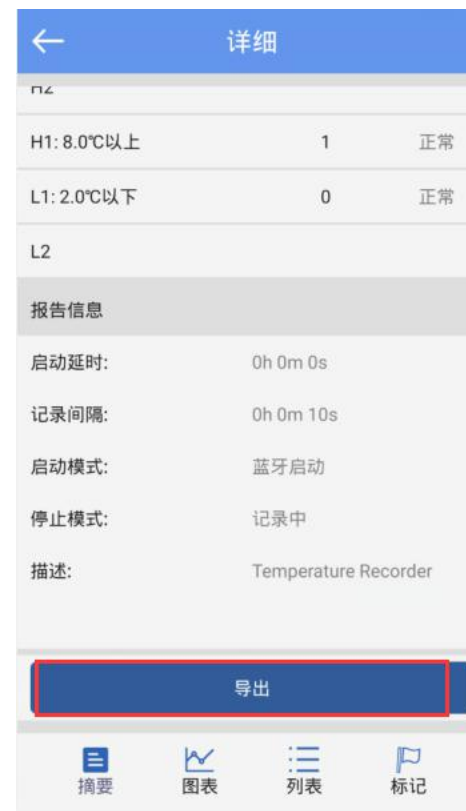 详细
H2
H1: 8.0℃以上 1 正常
L1: 2.0℃以下 0 正常
L2
报告信息
启动延时: 0h 0m 0s
记录间隔: 0h 0m 10s
启动模式: 蓝牙启动
停止模式: 记录中
描述: Temperature Recorder
导出
摘要 图表 列表 标记